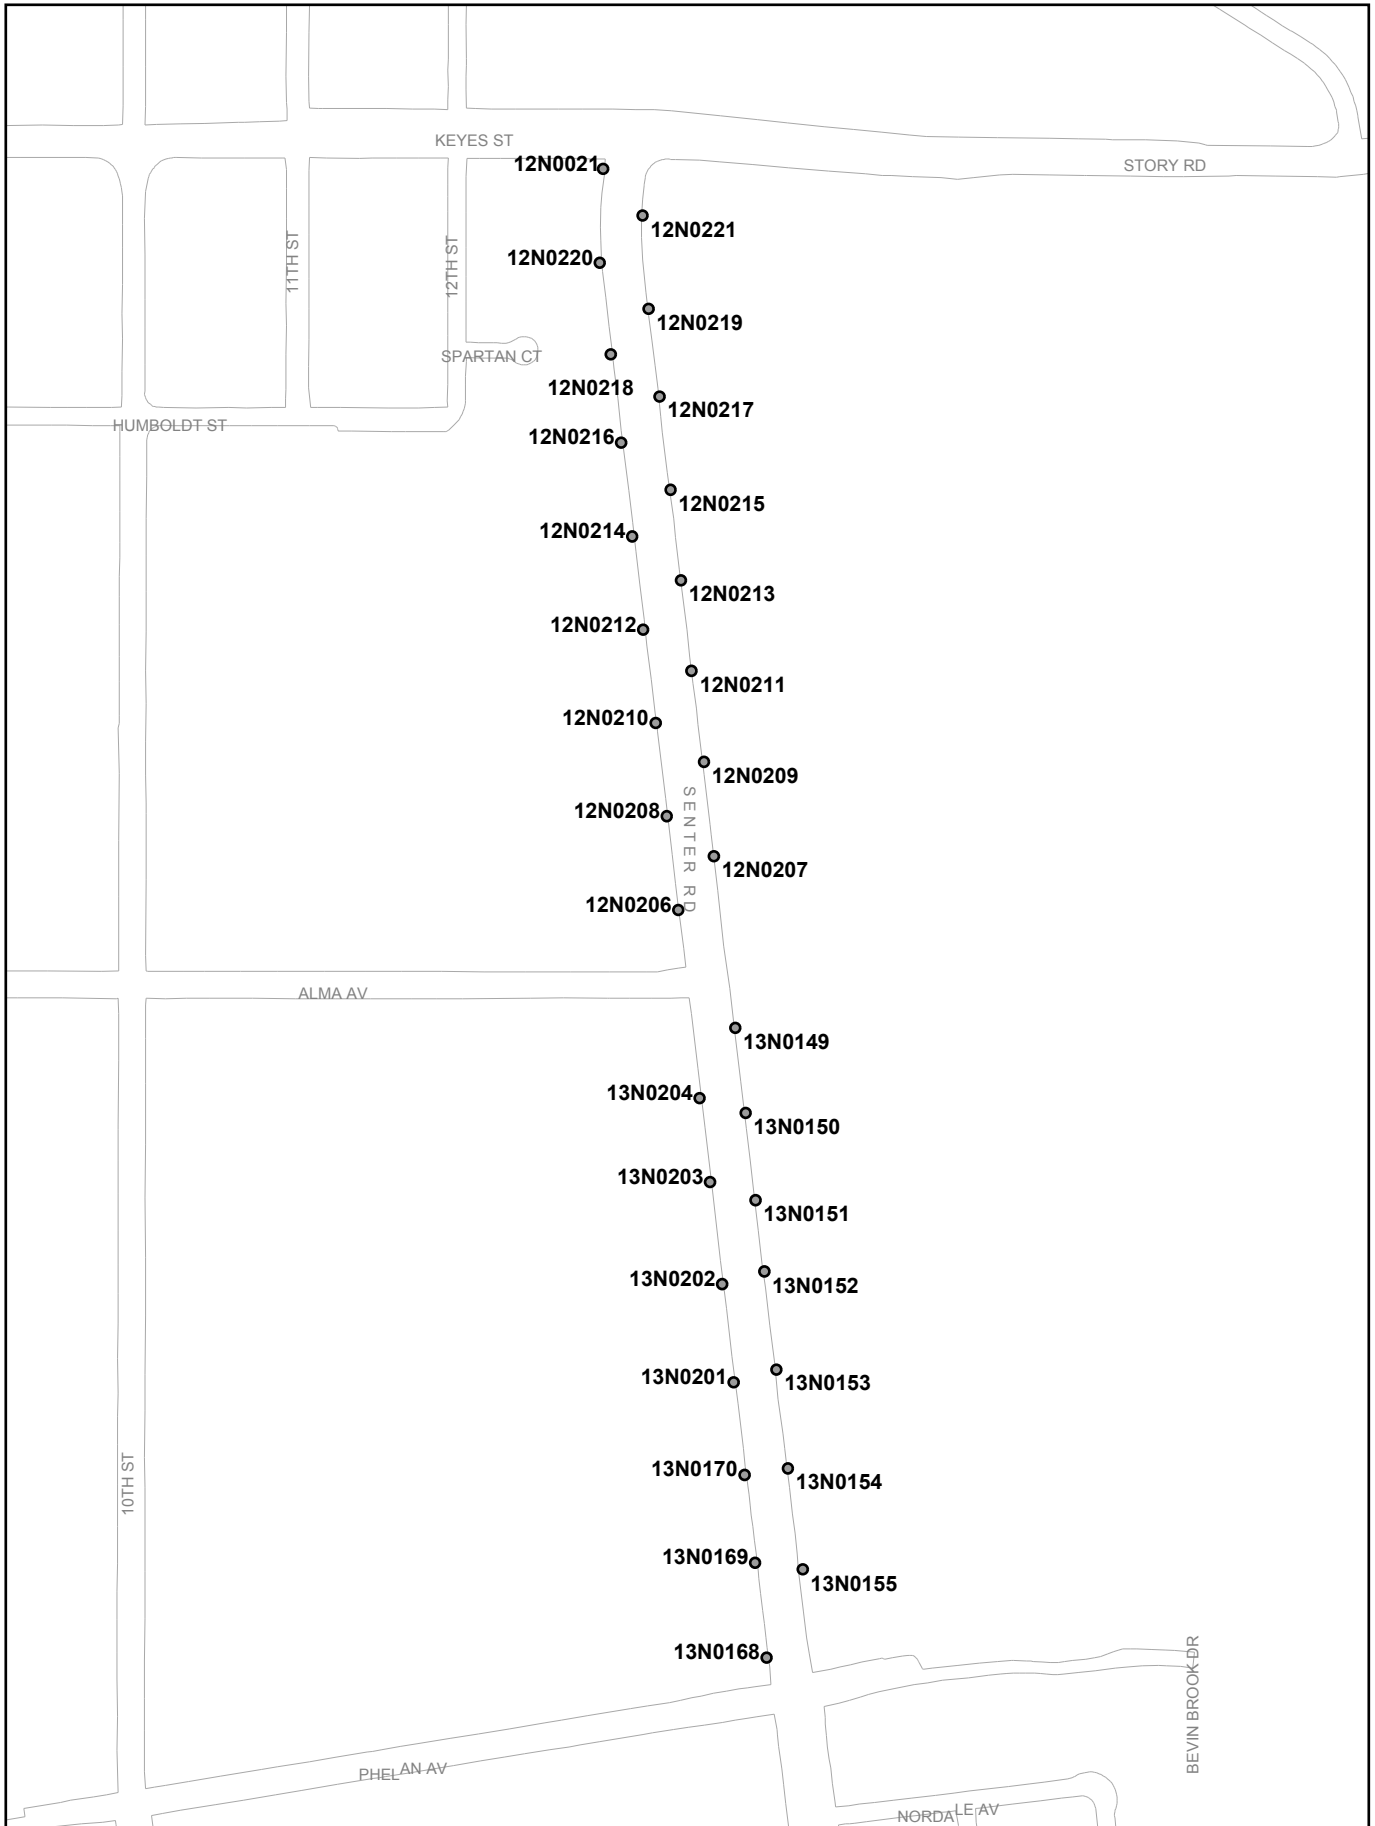 KEYES ST
STORY RD
12N0021
12N0221
11TH ST
12TH ST
12N0220
12N0219
SPARTAN CT
12N0218
12N0217
HUMBOLDT ST
12N0216
12N0215
12N0214
12N0213
12N0212
12N0211
12N0210
12N0209
12N0208
SENTER RD
12N0207
12N0206
ALMA AV
13N0149
13N0204
13N0150
13N0203
13N0151
13N0202
13N0152
13N0201
13N0153
10TH ST
13N0170
13N0154
13N0169
13N0155
13N0168
BEVIN BROOK DR
PHELAN AV
NORDALE AV